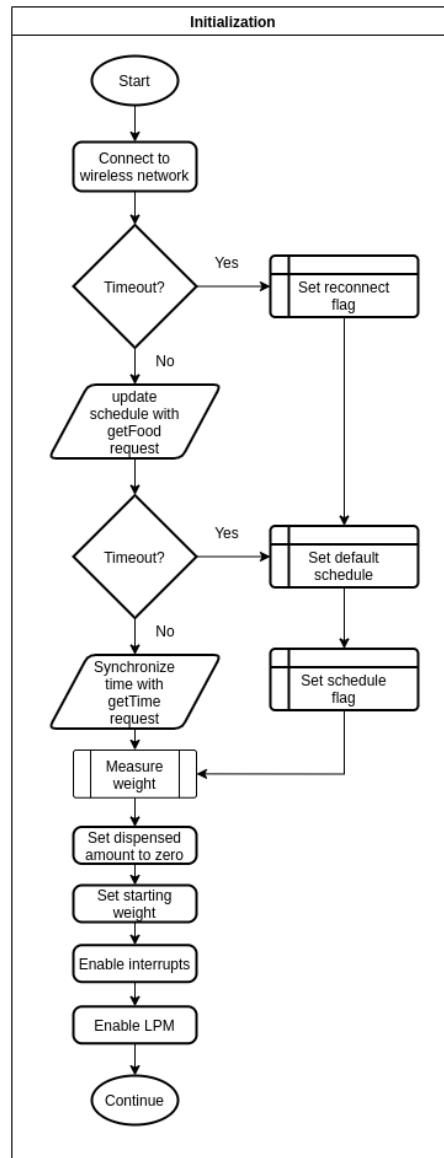 Initialization
Start
Connect to
wireless network
Timeout?
Yes
Set reconnect
flag
No
update
schedule with
getFood
request
Timeout?
Yes
Set default
schedule
No
Synchronize
time with
getTime
request
Set schedule
flag
Measure
weight
Set dispensed
amount to zero
Set starting
weight
Enable interrupts
Enable LPM
Continue